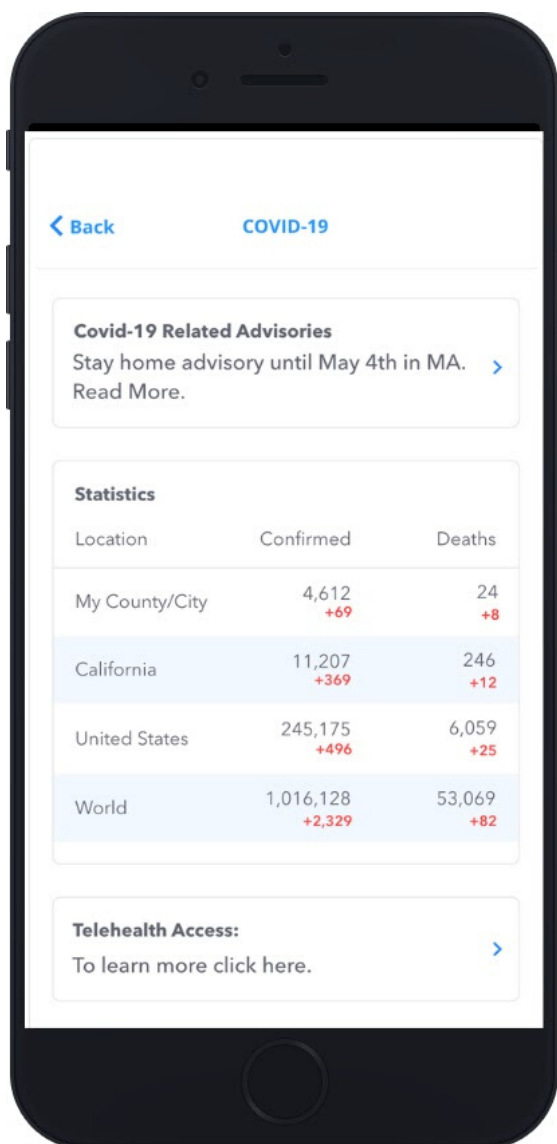 Back COVID-19
Covid-19 Related Advisories
Stay home advisory until May 4th in MA.
Read More.
Statistics
Location Confirmed Deaths
My County/City 4,612 24
+69 +8
California 11,207 246
+369 +12
United States 245,175 6,059
+496 +25
World 1,016,128 53,069
+2,329 +82
Telehealth Access:
To learn more click here.